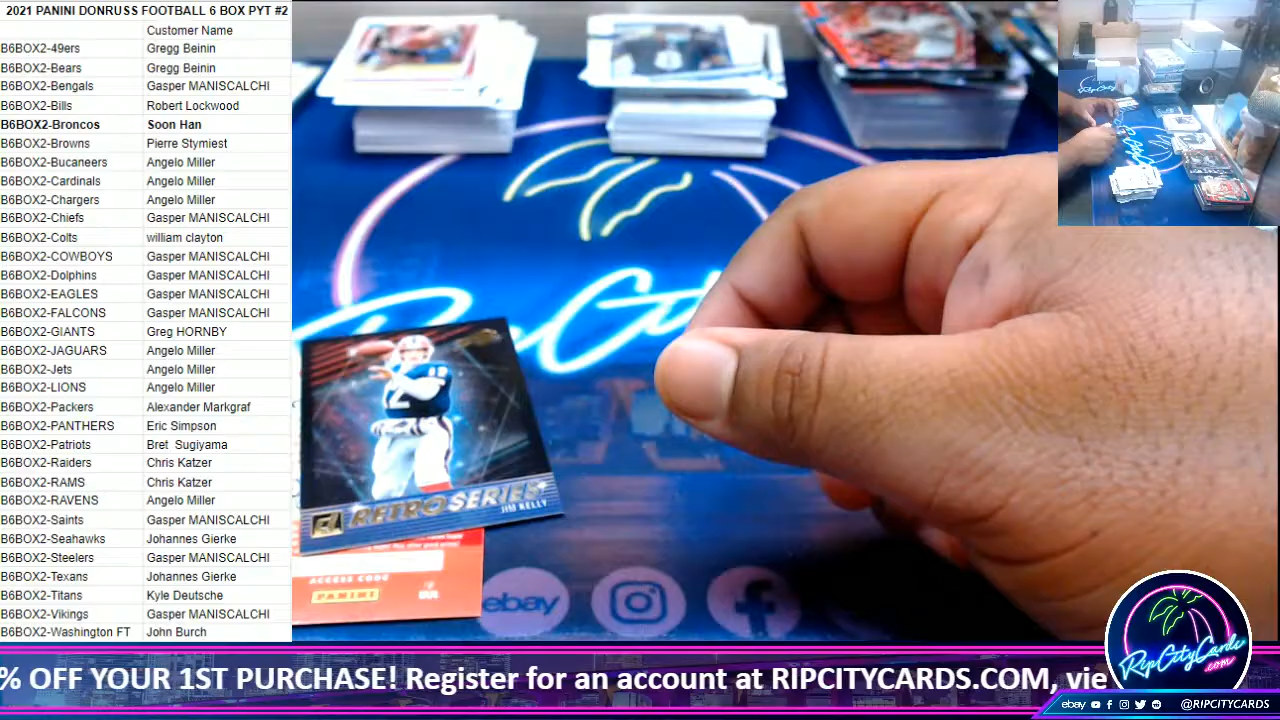 2021 PANINI DONRUSS FOOTBALL 6 BOX PYT #2
Customer Name
B6BOX2-49ers Gregg Beinin
B6BOX2-Bears Gregg Beinin
B6BOX2-Bengals Gasper MANISCALCHI
B6BOX2-Bills Robert Lockwood
B6BOX2-Broncos Soon Han
B6BOX2-Browns Pierre Stymiest
B6BOX2-Bucaneers Angelo Miller
B6BOX2-Cardinals Angelo Miller
B6BOX2-Chargers Angelo Miller
B6BOX2-Chiefs Gasper MANISCALCHI
B6BOX2-Colts william clayton
B6BOX2-COWBOYS Gasper MANISCALCHI
B6BOX2-Dolphins Gasper MANISCALCHI
B6BOX2-EAGLES Gasper MANISCALCHI
B6BOX2-FALCONS Gasper MANISCALCHI
B6BOX2-GIANTS Greg HORNBY
B6BOX2-JAGUARS Angelo Miller
B6BOX2-Jets Angelo Miller
B6BOX2-LIONS Angelo Miller
B6BOX2-Packers Alexander Markgraf
B6BOX2-PANTHERS Eric Simpson
B6BOX2-Patriots Bret Sugiyama
B6BOX2-Raiders Chris Katzer
B6BOX2-RAMS Chris Katzer
B6BOX2-RAVENS Angelo Miller
B6BOX2-Saints Gasper MANISCALCHI
B6BOX2-Seahawks Johannes Gierke
B6BOX2-Steelers Gasper MANISCALCHI
B6BOX2-Texans Johannes Gierke
B6BOX2-Titans Kyle Deutsche
B6BOX2-Vikings Gasper MANISCALCHI
B6BOX2-Washington FT John Burch
RipCit
RETRO SERIES
JIM KELLY
ACCESS CODE
PANINI
ebay
RipCityCards
.com
% OFF YOUR 1ST PURCHASE! Register for an account at RIPCITYCARDS.COM, vie
ebay @RIPCITYCARDS